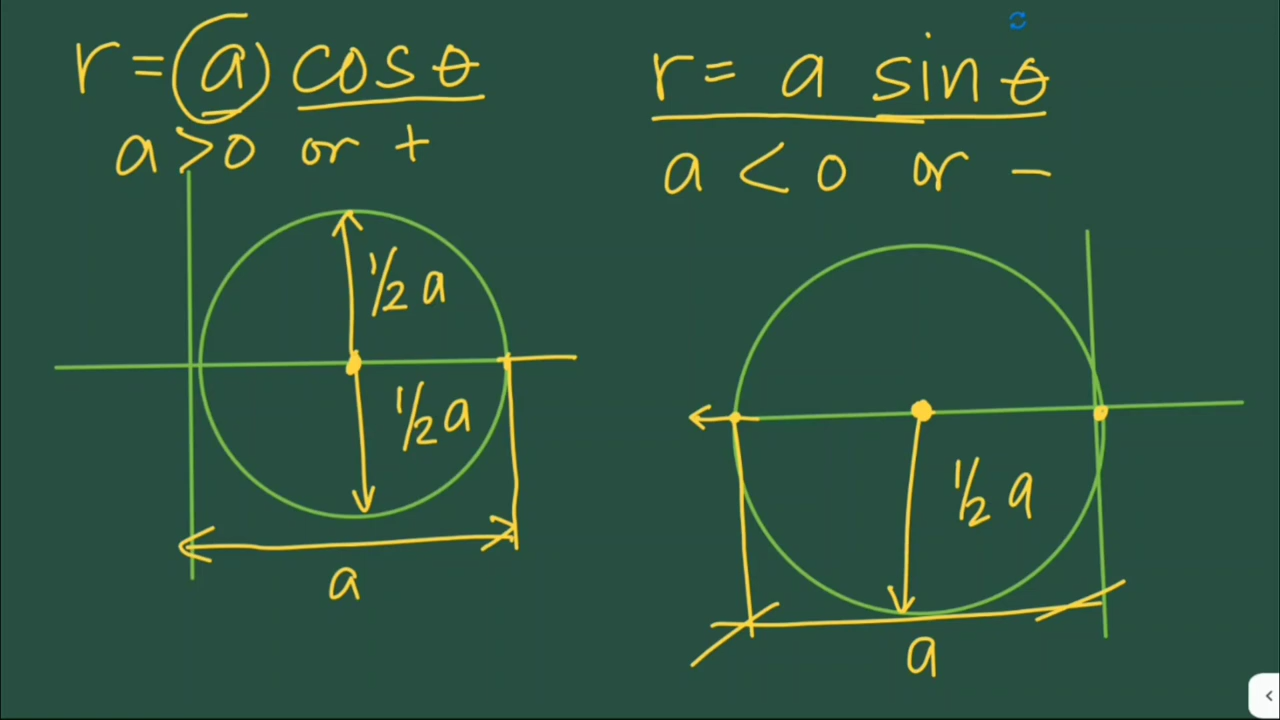 r = a cos θ
a > 0 or +
1/2 a
1/2 a
a
r = a sin θ
a < 0 or −
1/2 a
a